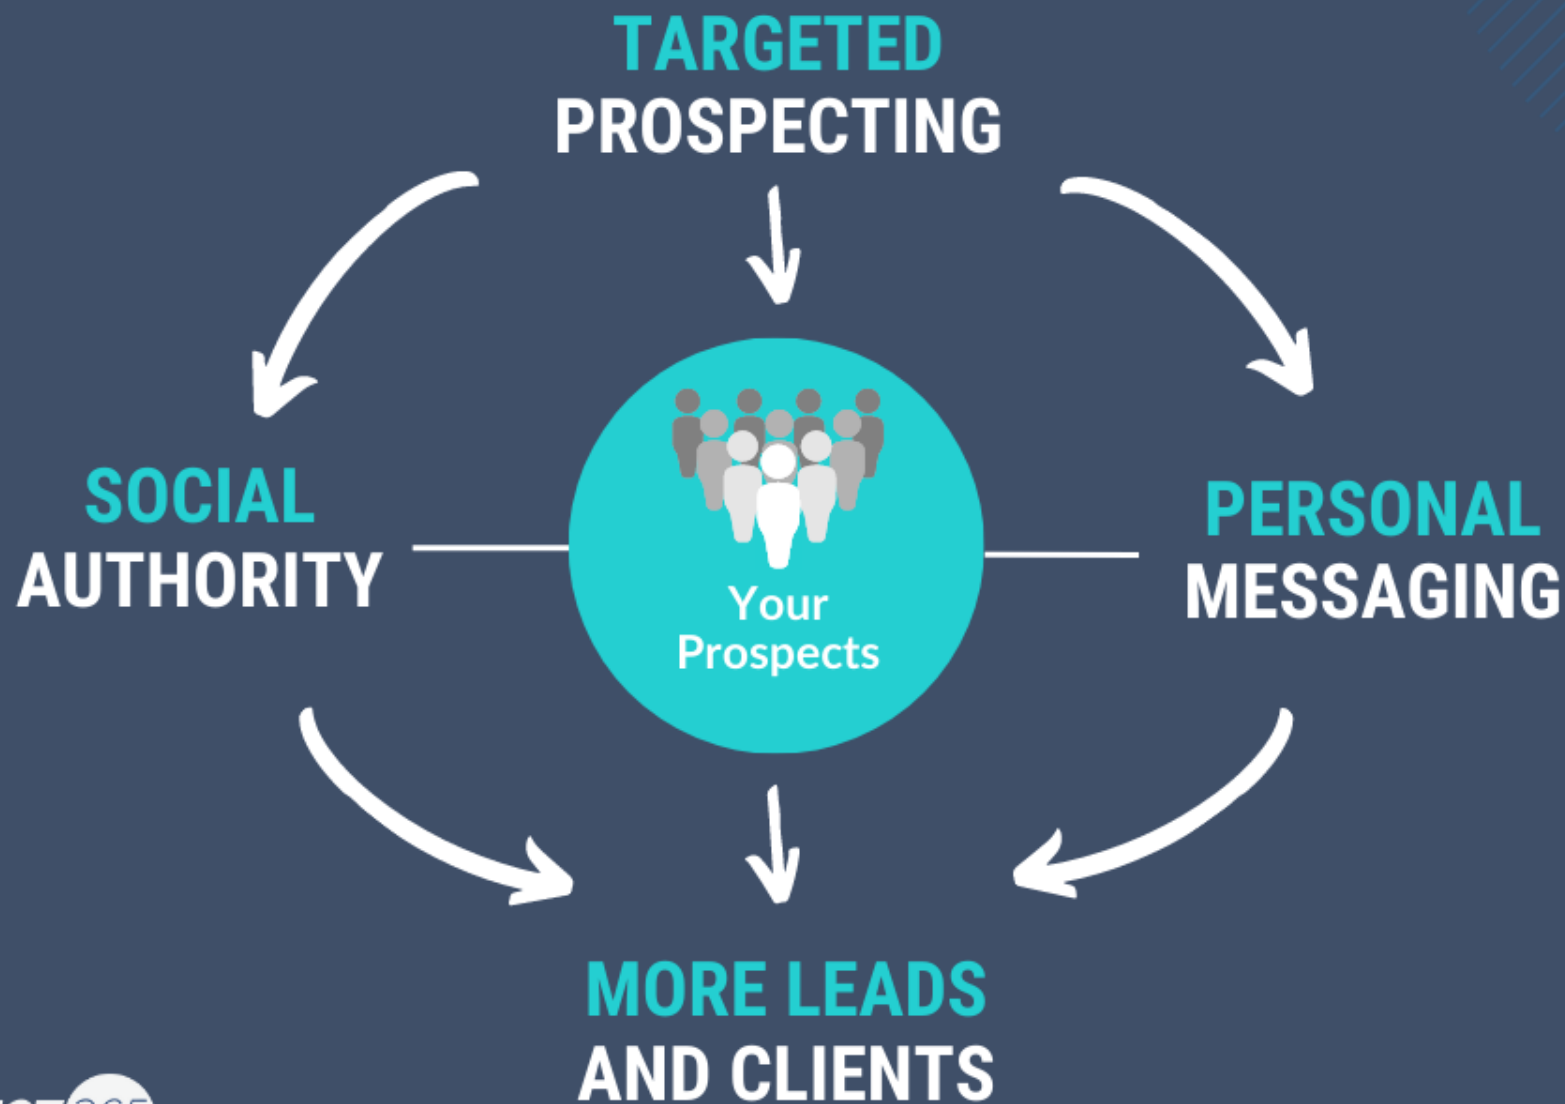 TARGETED
PROSPECTING
SOCIAL
AUTHORITY
PERSONAL
MESSAGING
Your
Prospects
MORE LEADS
AND CLIENTS